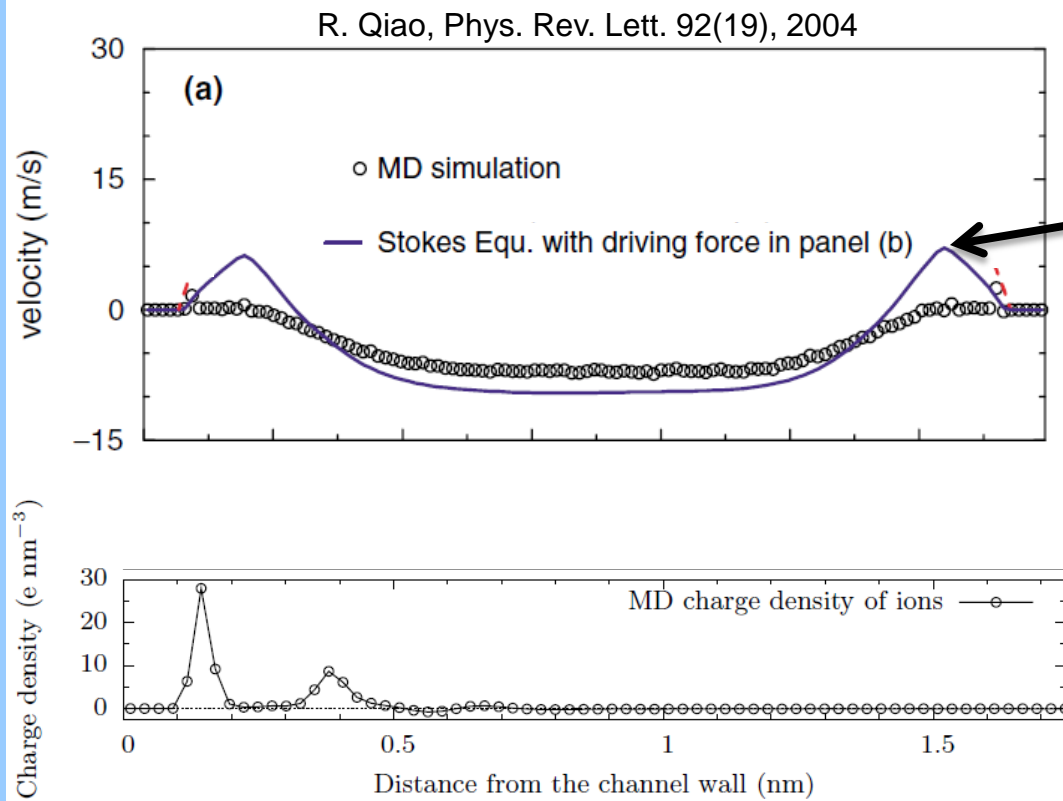 R. Qiao, Phys. Rev. Lett. 92(19), 2004
30
(a)
MD simulation
15
Stokes Equ. with driving force in panel (b)
0
−15
velocity (m/s)
30
MD charge density of ions
20
10
0
Charge density (e nm⁻³)
0 0.5 1 1.5
Distance from the channel wall (nm)